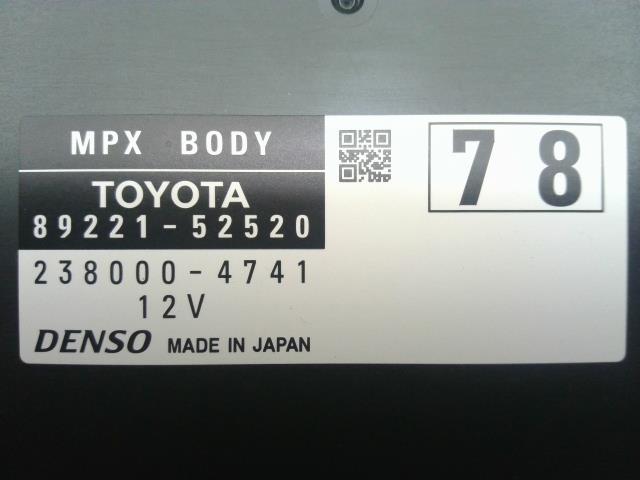 MPX BODY
TOYOTA
89221-52520
238000-4741
12V
DENSO MADE IN JAPAN
78